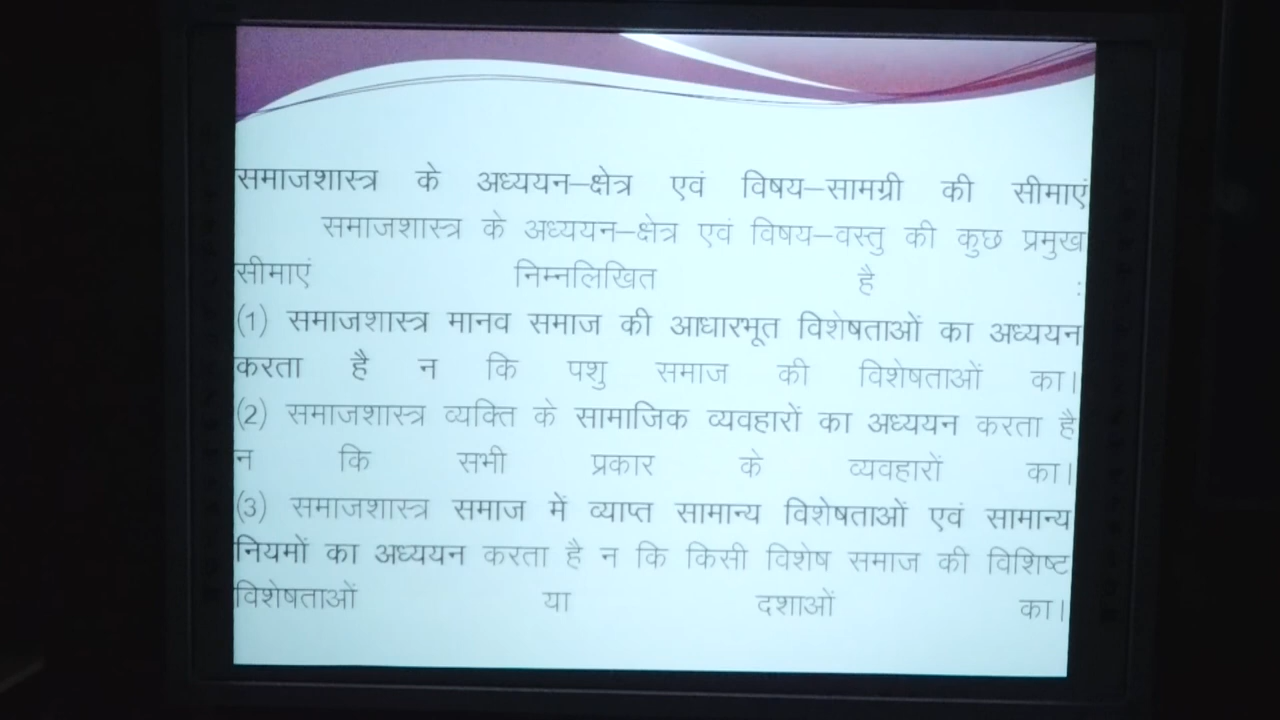 समाजशास्त्र के अध्ययन–क्षेत्र एवं विषय–सामग्री की सीमाएं
समाजशास्त्र के अध्ययन–क्षेत्र एवं विषय–वस्तु की कुछ प्रमुख
सीमाएं निम्नलिखित है :
(1) समाजशास्त्र मानव समाज की आधारभूत विशेषताओं का अध्ययन
करता है न कि पशु समाज की विशेषताओं का।
(2) समाजशास्त्र व्यक्ति के सामाजिक व्यवहारों का अध्ययन करता है
न कि सभी प्रकार के व्यवहारों का।
(3) समाजशास्त्र समाज में व्याप्त सामान्य विशेषताओं एवं सामान्य
नियमों का अध्ययन करता है न कि किसी विशेष समाज की विशिष्ट
विशेषताओं या दशाओं का।